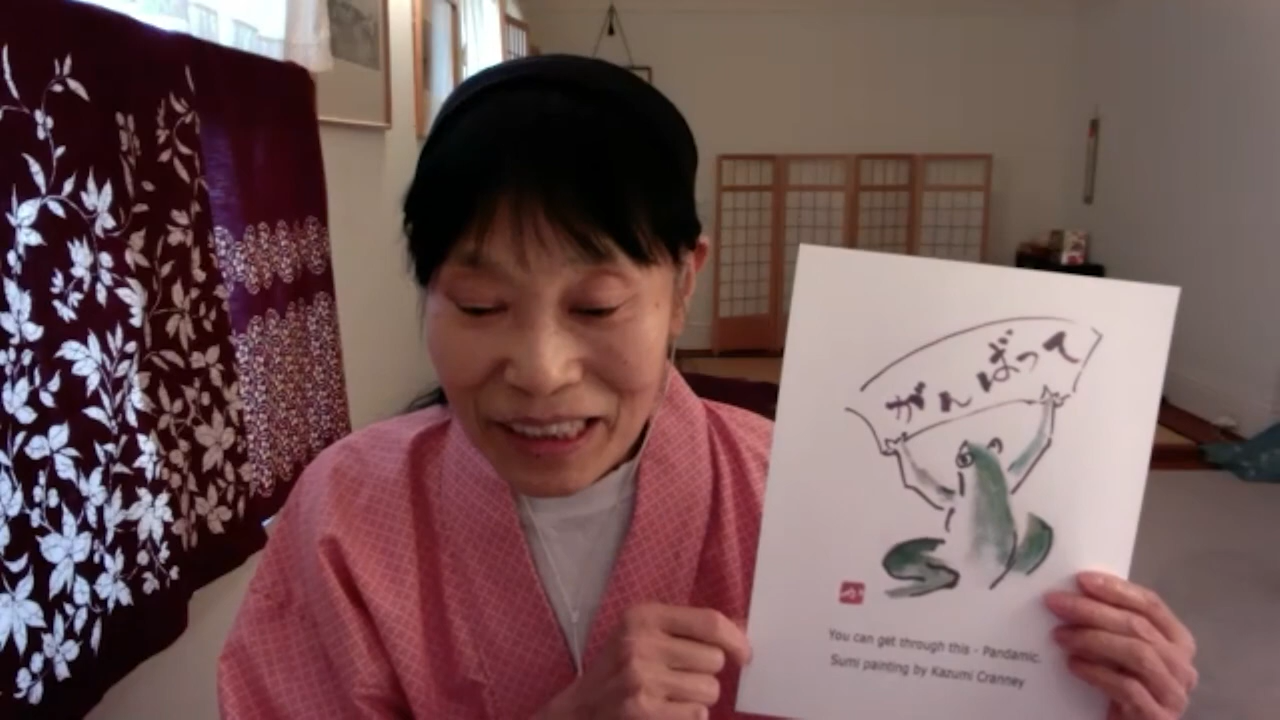 がんばって
You can get through this - Pandamic.
Sumi painting by Kazumi Cranney